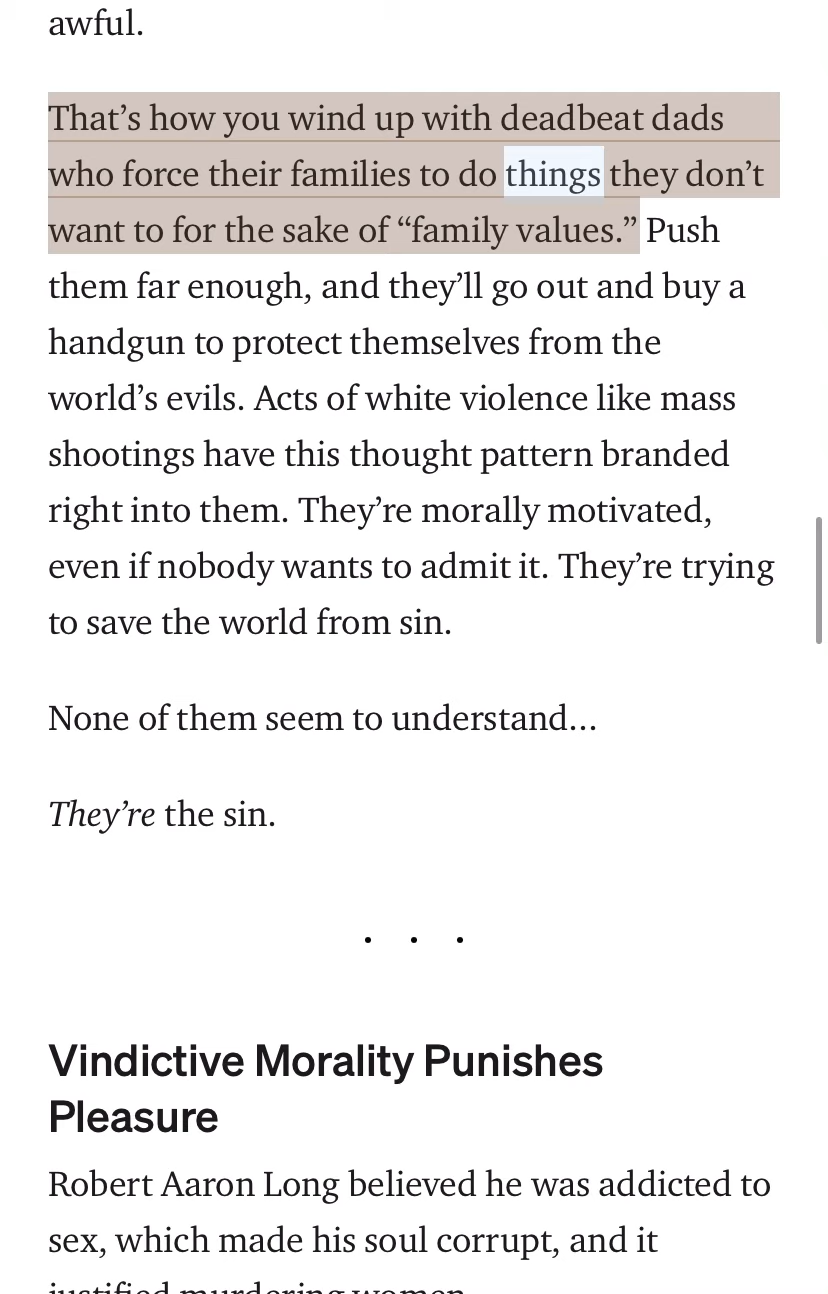 awful.
That’s how you wind up with deadbeat dads
who force their families to do things they don’t
want to for the sake of “family values.” Push
them far enough, and they’ll go out and buy a
handgun to protect themselves from the
world’s evils. Acts of white violence like mass
shootings have this thought pattern branded
right into them. They’re morally motivated,
even if nobody wants to admit it. They’re trying
to save the world from sin.
None of them seem to understand...
They’re the sin.
. . .
Vindictive Morality Punishes
Pleasure
Robert Aaron Long believed he was addicted to
sex, which made his soul corrupt, and it
justified murdering women.